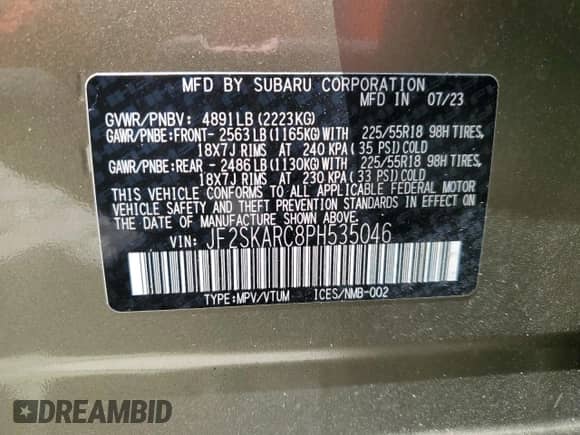 MFD BY SUBARU CORPORATION
MFD IN 07/23
GVWR/PNBV: 4891LB(2223KG)
GAWR/PNBE:FRONT- 2563LB(1165KG)WITH 225/55R18 98H TIRES,
18X7J RIMS AT 240 KPA( 35 PSI)COLD
GAWR/PNBE:REAR -2486LB(1130KG)WITH 225/55R18 98H TIRES,
18X7J RIMS AT 230 KPA( 33 PSI)COLD
THIS VEHICLE CONFORMS TO ALL APPLICABLE FEDERAL MOTOR
VEHICLE SAFETY AND THEFT PREVENTION STANDARDS IN EFFECT ON
THE DATE OF MANUFACTURE SHOWN ABOVE.
VIN: JF2SKARC8PH535046
TYPE:MPV/VTUM ICES/NMB-002
DREAMBID